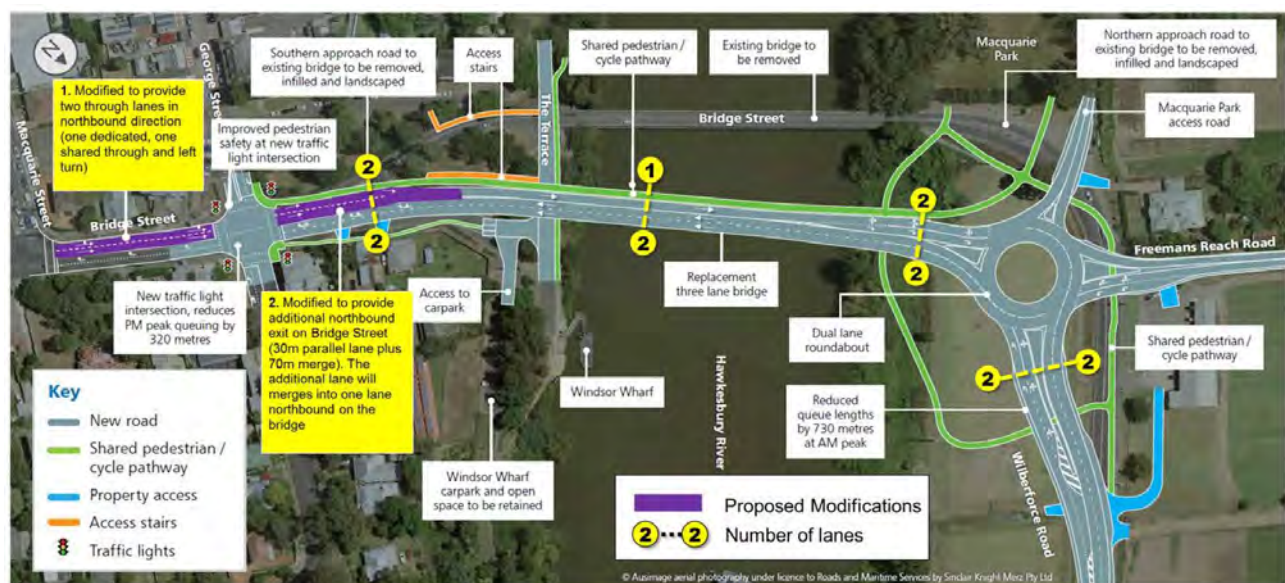 N
George Street
Macquarie Street
1. Modified to provide
two through lanes in
northbound direction
(one dedicated, one
shared through and left
turn)
Improved pedestrian
safety at new traffic
light intersection
Southern approach road to
existing bridge to be removed,
infilled and landscaped
Access
stairs
The Terrace
Shared pedestrian /
cycle pathway
Existing bridge to
be removed
Macquarie
Park
Northern approach road to
existing bridge to be removed,
infilled and landscaped
Macquarie Park
access road
Bridge Street
Bridge Street
2
2
1
2
2
2
2
2
Freemans Reach Road
New traffic light
intersection, reduces
PM peak queuing by
320 metres
2. Modified to provide
additional northbound
exit on Bridge Street
(30m parallel lane plus
70m merge). The
additional lane will
merges into one lane
northbound on the
bridge
Access to
carpark
Windsor Wharf
Windsor Wharf
carpark and open
space to be retained
Hawkesbury River
Replacement
three lane bridge
Dual lane
roundabout
Reduced
queue lengths
by 730 metres
at AM peak
Shared pedestrian /
cycle pathway
Wilberforce Road
Key
New road
Shared pedestrian /
cycle pathway
Property access
Access stairs
Traffic lights
Proposed Modifications
2 2 Number of lanes
© Ausimage aerial photography under licence to Roads and Maritime Services by Sinclair Knight Merz Pty Ltd